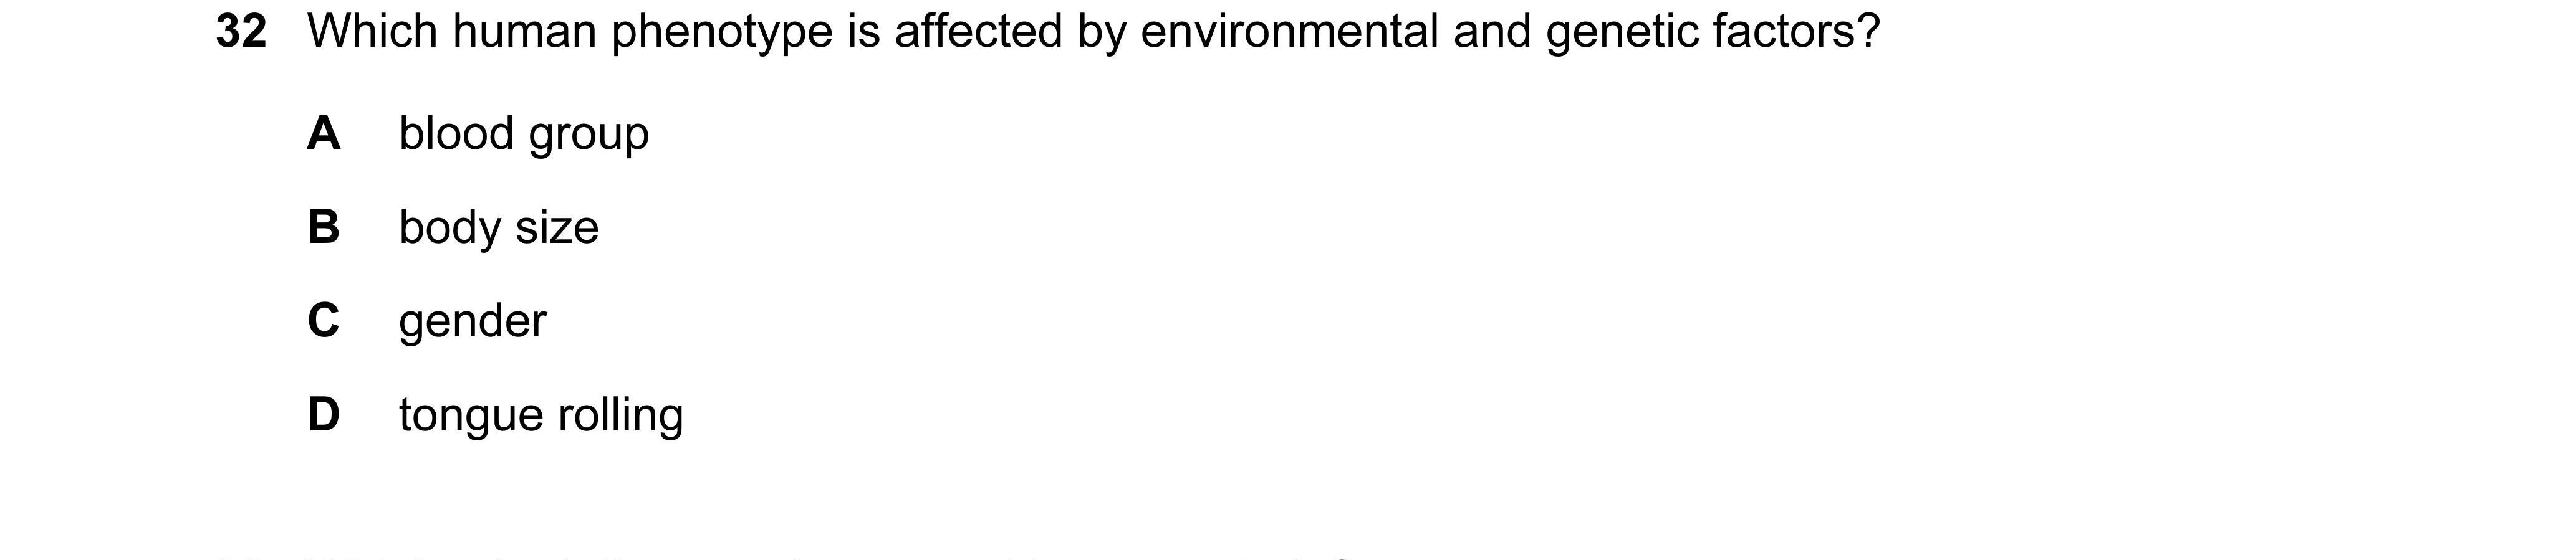 32 Which human phenotype is affected by environmental and genetic factors?
A blood group
B body size
C gender
D tongue rolling